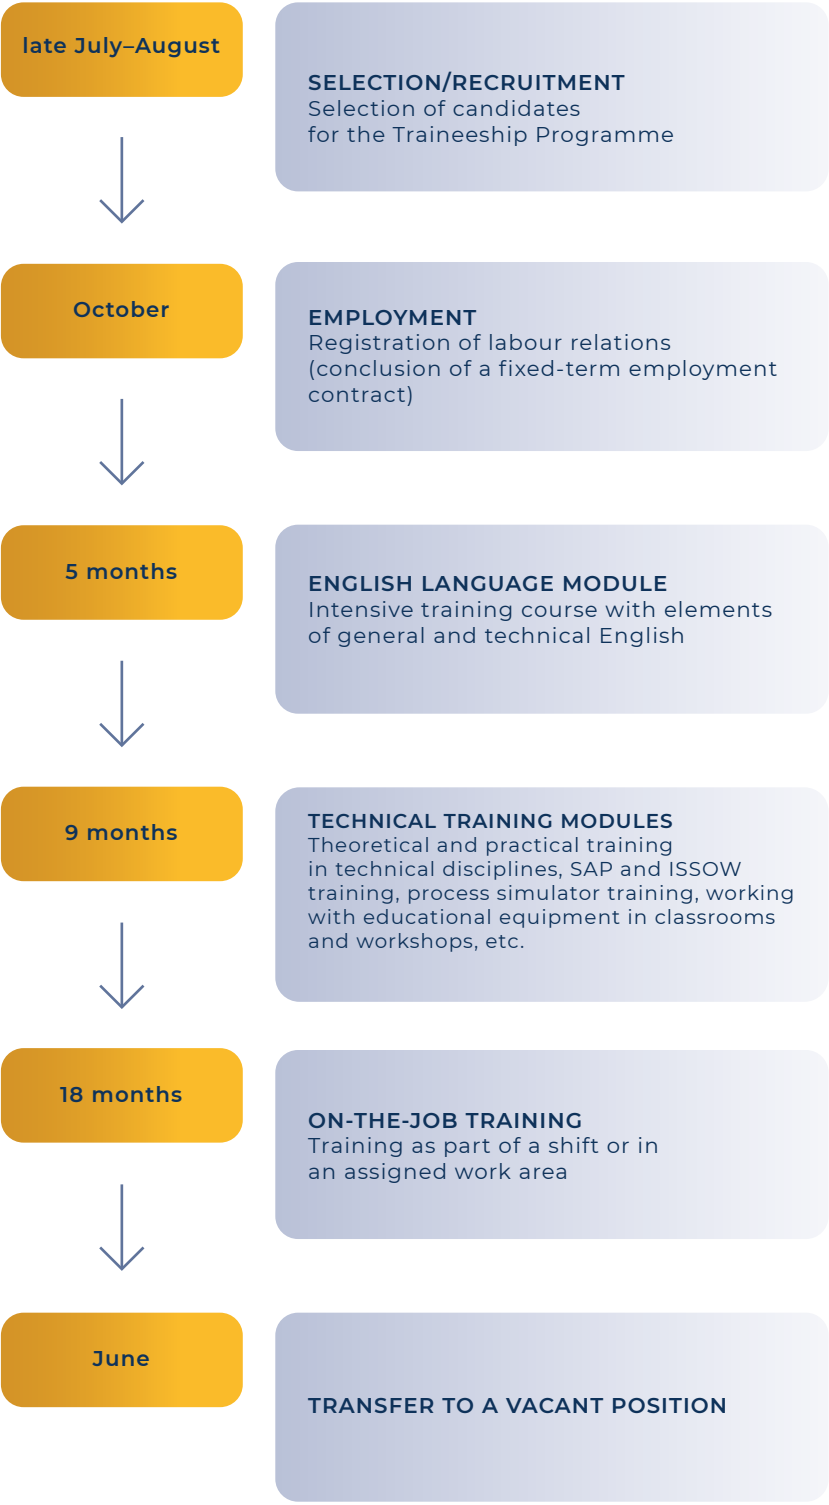 late July–August
SELECTION/RECRUITMENT
Selection of candidates
for the Traineeship Programme
October
EMPLOYMENT
Registration of labour relations
(conclusion of a fixed-term employment
contract)
5 months
ENGLISH LANGUAGE MODULE
Intensive training course with elements
of general and technical English
9 months
TECHNICAL TRAINING MODULES
Theoretical and practical training
in technical disciplines, SAP and ISSOW
training, process simulator training, working
with educational equipment in classrooms
and workshops, etc.
18 months
ON-THE-JOB TRAINING
Training as part of a shift or in
an assigned work area
June
TRANSFER TO A VACANT POSITION